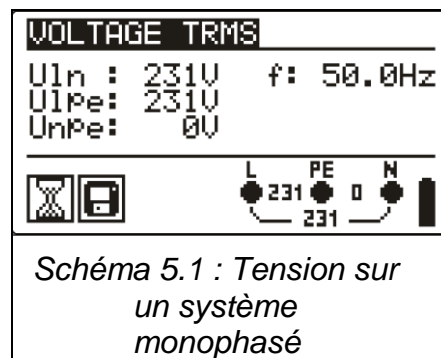 VOLTAGE TRMS
Uln : 231V f: 50.0Hz
Ulpe: 231V
Unpe: 0V
L PE N
231 0
231
Schéma 5.1 : Tension sur
un système
monophasé